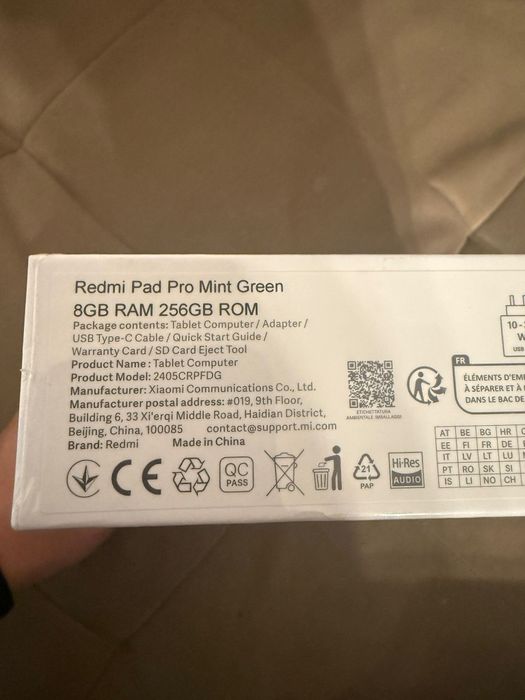 Redmi Pad Pro Mint Green
8GB RAM 256GB ROM
Package contents: Tablet Computer / Adapter /
USB Type-C Cable / Quick Start Guide /
Warranty Card / SD Card Eject Tool
Product Name: Tablet Computer
Product Model: 2405CRPFDG
Manufacturer: Xiaomi Communications Co., Ltd.
Manufacturer postal address: #019, 9th Floor,
Building 6, 33 Xi'erqi Middle Road, Haidian District,
Beijing, China, 100085 contact@support.mi.com
Brand: Redmi Made in China
CE
QC
PASS
21
PAP
Hi-Res
AUDIO
ETICHETTATURA
AMBIENTALE IMBALLAGGI
10-
W
USB
FR
ÉLÉMENTS D'EM
À SÉPARER ET À
DANS LE BAC DE
AT BE BG HR
EE FI FR DE
IT LV LT LU
PT RO SK SI
IS LI NO CH